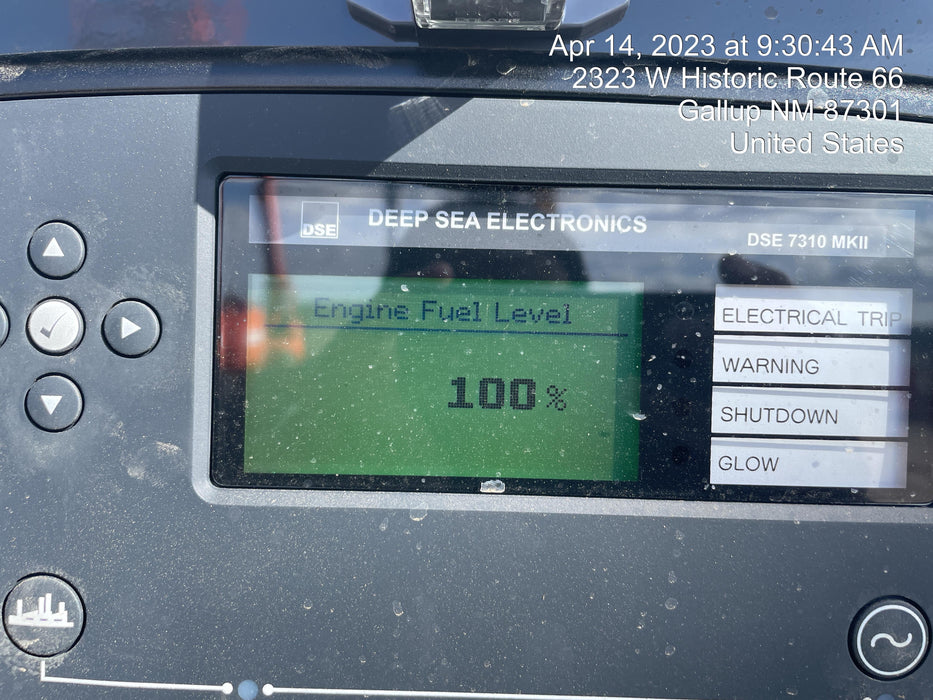 Apr 14, 2023 at 9:30:43 AM
2323 W Historic Route 66
Gallup NM 87301
United States
DSE
DEEP SEA ELECTRONICS
DSE 7310 MKII
Engine Fuel Level
100 %
ELECTRICAL TRIP
WARNING
SHUTDOWN
GLOW